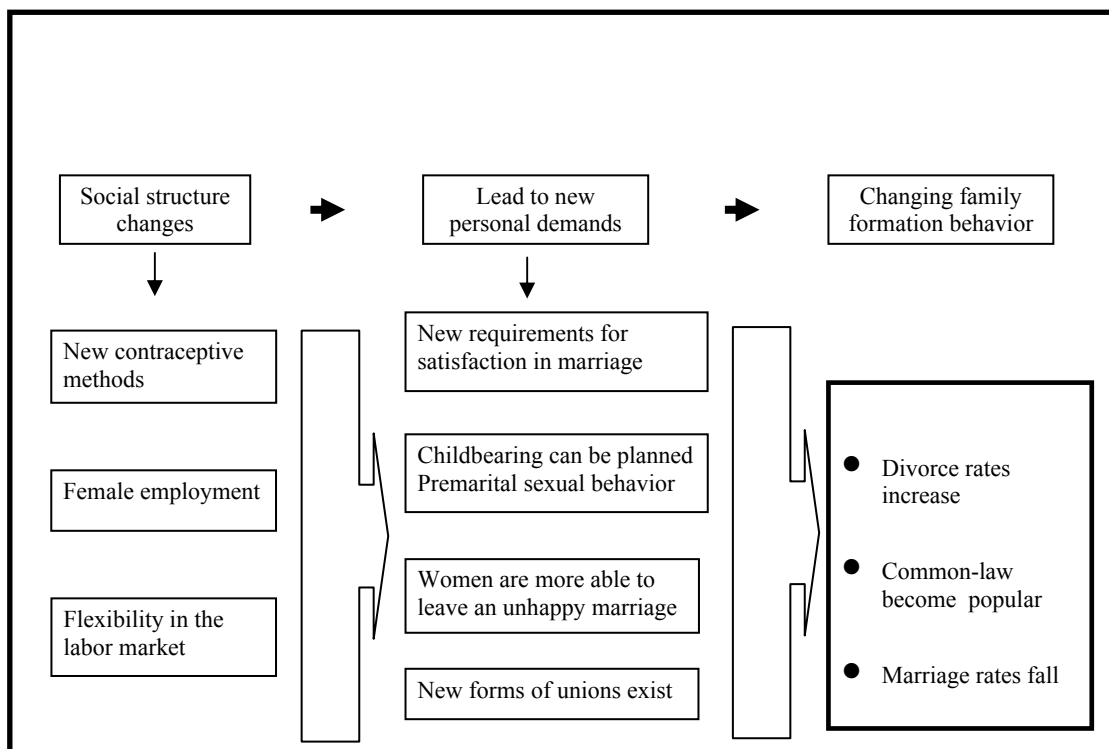 Social structure
changes
Lead to new
personal demands
Changing family
formation behavior
New contraceptive
methods
Female employment
Flexibility in the
labor market
New requirements for
satisfaction in marriage
Childbearing can be planned
Premarital sexual behavior
Women are more able to
leave an unhappy marriage
New forms of unions exist
● Divorce rates
increase
● Common-law
become popular
● Marriage rates fall